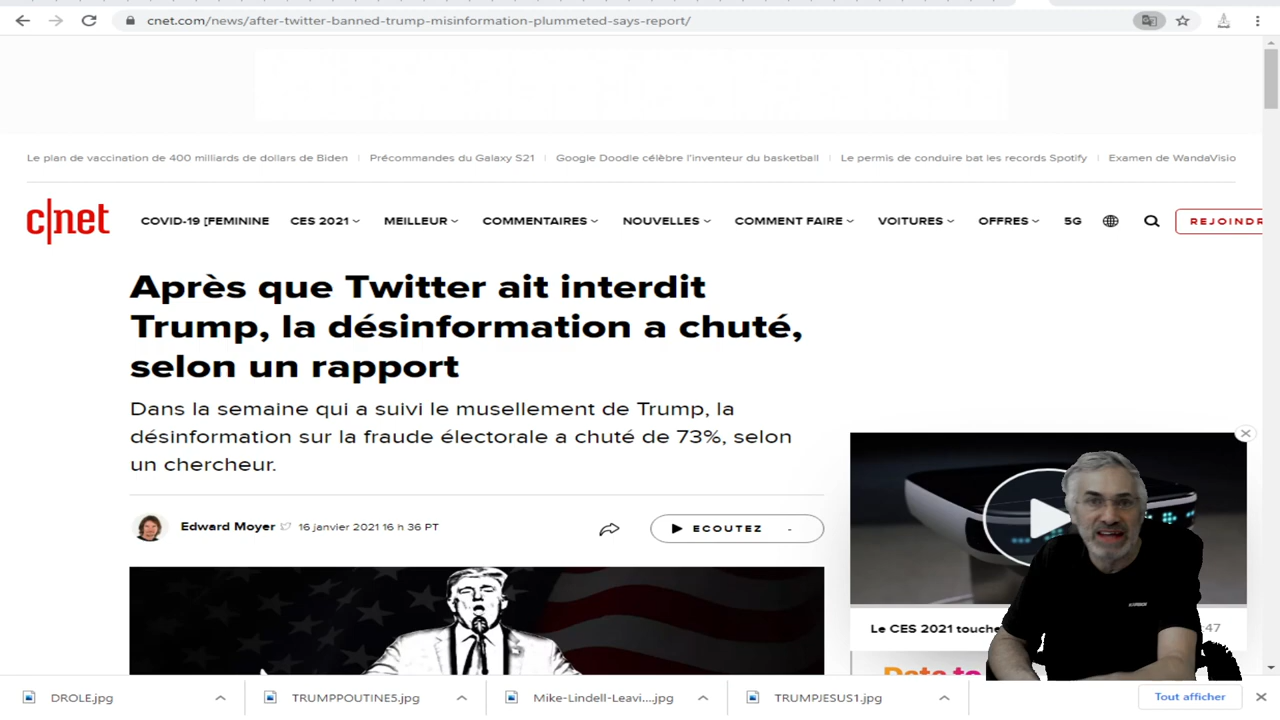 cnet.com/news/after-twitter-banned-trump-misinformation-plummeted-says-report/
Le plan de vaccination de 400 milliards de dollars de Biden
Précommandes du Galaxy S21
Google Doodle célèbre l'inventeur du basketball
Le permis de conduire bat les records Spotify
Examen de WandaVisio
c|net
COVID-19 [FEMININE
CES 2021
MEILLEUR
COMMENTAIRES
NOUVELLES
COMMENT FAIRE
VOITURES
OFFRES
5G
REJOINDR
Après que Twitter ait interdit
Trump, la désinformation a chuté,
selon un rapport
Dans la semaine qui a suivi le musellement de Trump, la
désinformation sur la fraude électorale a chuté de 73%, selon
un chercheur.
Edward Moyer
16 janvier 2021 16 h 36 PT
ECOUTEZ -
Le CES 2021 touche
:47
DROLE.jpg
TRUMPPOUTINE5.jpg
Mike-Lindell-Leavi....jpg
TRUMPJESUS1.jpg
Tout afficher